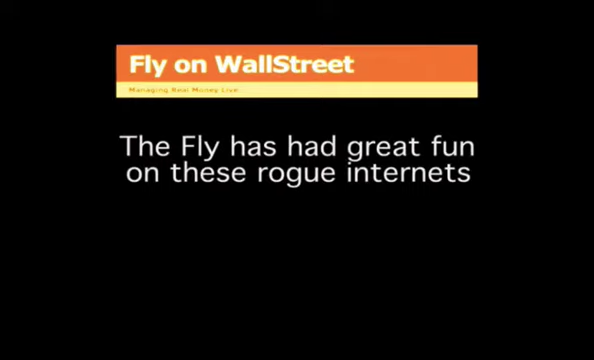 Fly on WallStreet
Managing Real Money Live
The Fly has had great fun
on these rogue internets